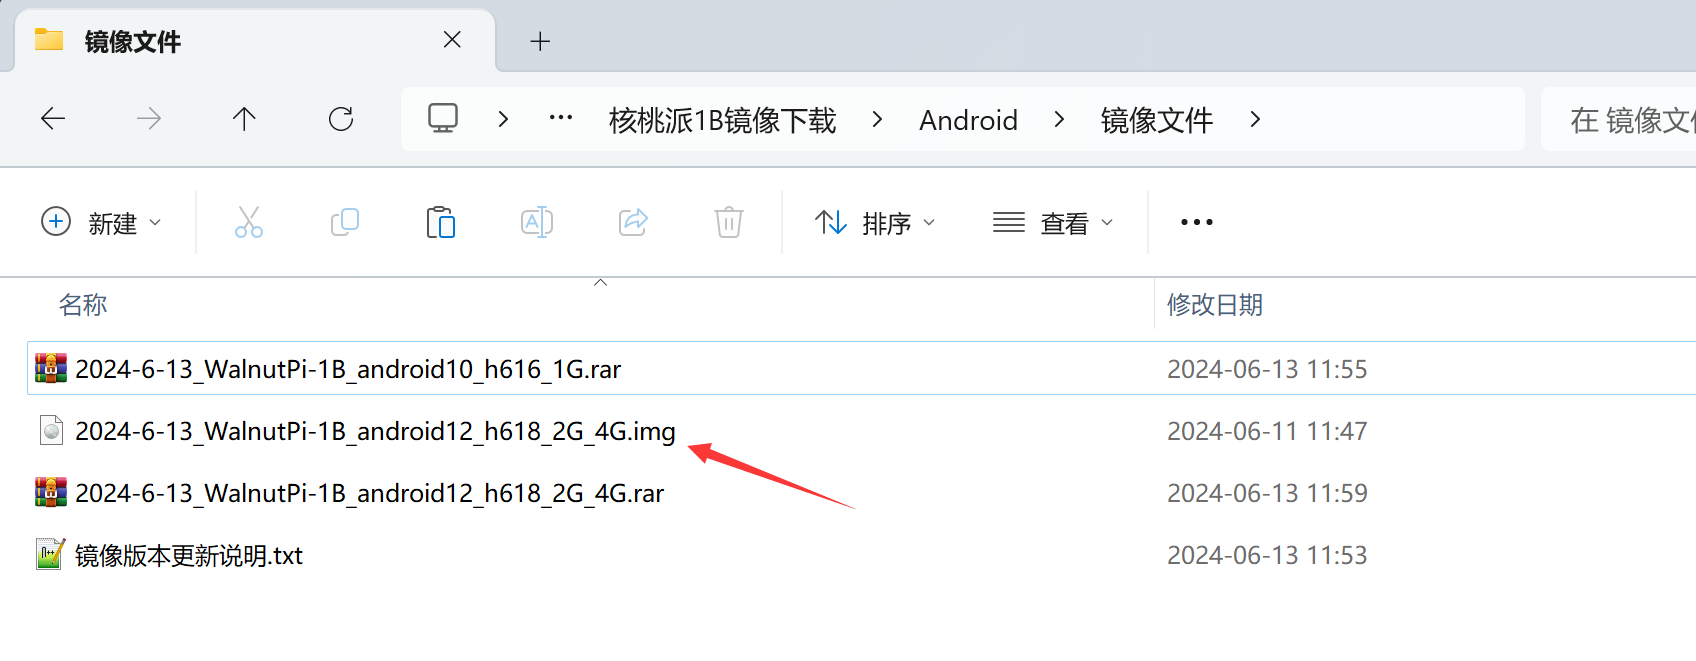 镜像文件
核桃派1B镜像下载 Android 镜像文件 在 镜像文
新建 排序 查看
名称 修改日期
2024-6-13_WalnutPi-1B_android10_h616_1G.rar 2024-06-13 11:55
2024-6-13_WalnutPi-1B_android12_h618_2G_4G.img 2024-06-11 11:47
2024-6-13_WalnutPi-1B_android12_h618_2G_4G.rar 2024-06-13 11:59
镜像版本更新说明.txt 2024-06-13 11:53